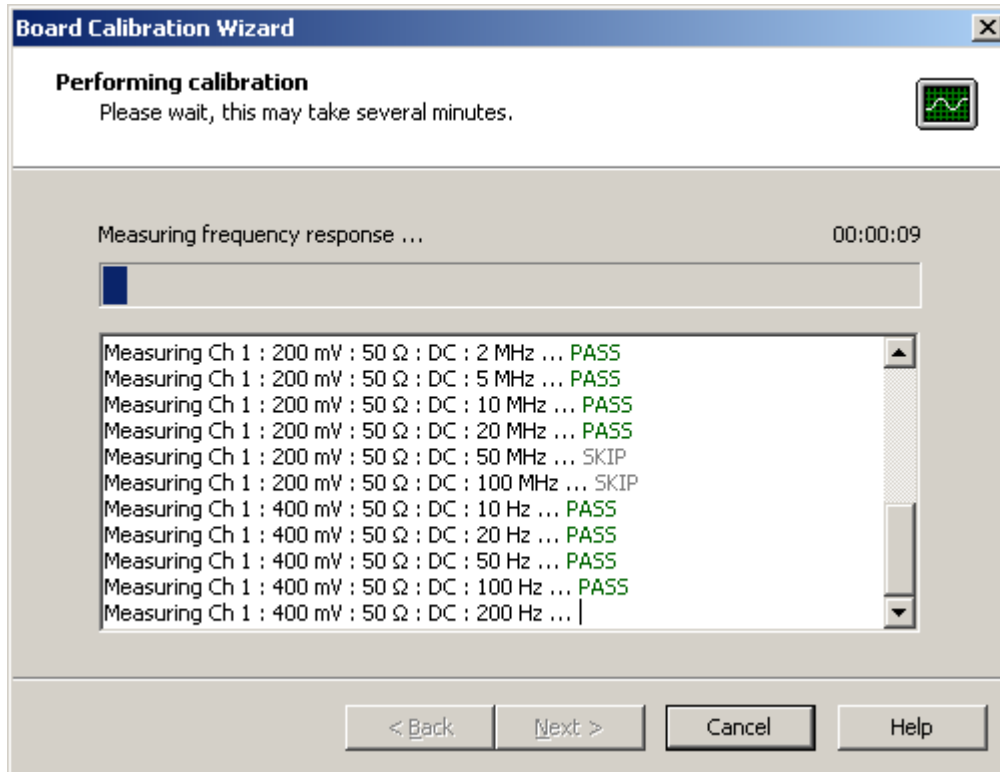 Board Calibration Wizard
Performing calibration
Please wait, this may take several minutes.
Measuring frequency response ... 00:00:09
Measuring Ch 1 : 200 mV : 50 Ω : DC : 2 MHz ... PASS
Measuring Ch 1 : 200 mV : 50 Ω : DC : 5 MHz ... PASS
Measuring Ch 1 : 200 mV : 50 Ω : DC : 10 MHz ... PASS
Measuring Ch 1 : 200 mV : 50 Ω : DC : 20 MHz ... PASS
Measuring Ch 1 : 200 mV : 50 Ω : DC : 50 MHz ... SKIP
Measuring Ch 1 : 200 mV : 50 Ω : DC : 100 MHz ... SKIP
Measuring Ch 1 : 400 mV : 50 Ω : DC : 10 Hz ... PASS
Measuring Ch 1 : 400 mV : 50 Ω : DC : 20 Hz ... PASS
Measuring Ch 1 : 400 mV : 50 Ω : DC : 50 Hz ... PASS
Measuring Ch 1 : 400 mV : 50 Ω : DC : 100 Hz ... PASS
Measuring Ch 1 : 400 mV : 50 Ω : DC : 200 Hz ...
< Back Next > Cancel Help